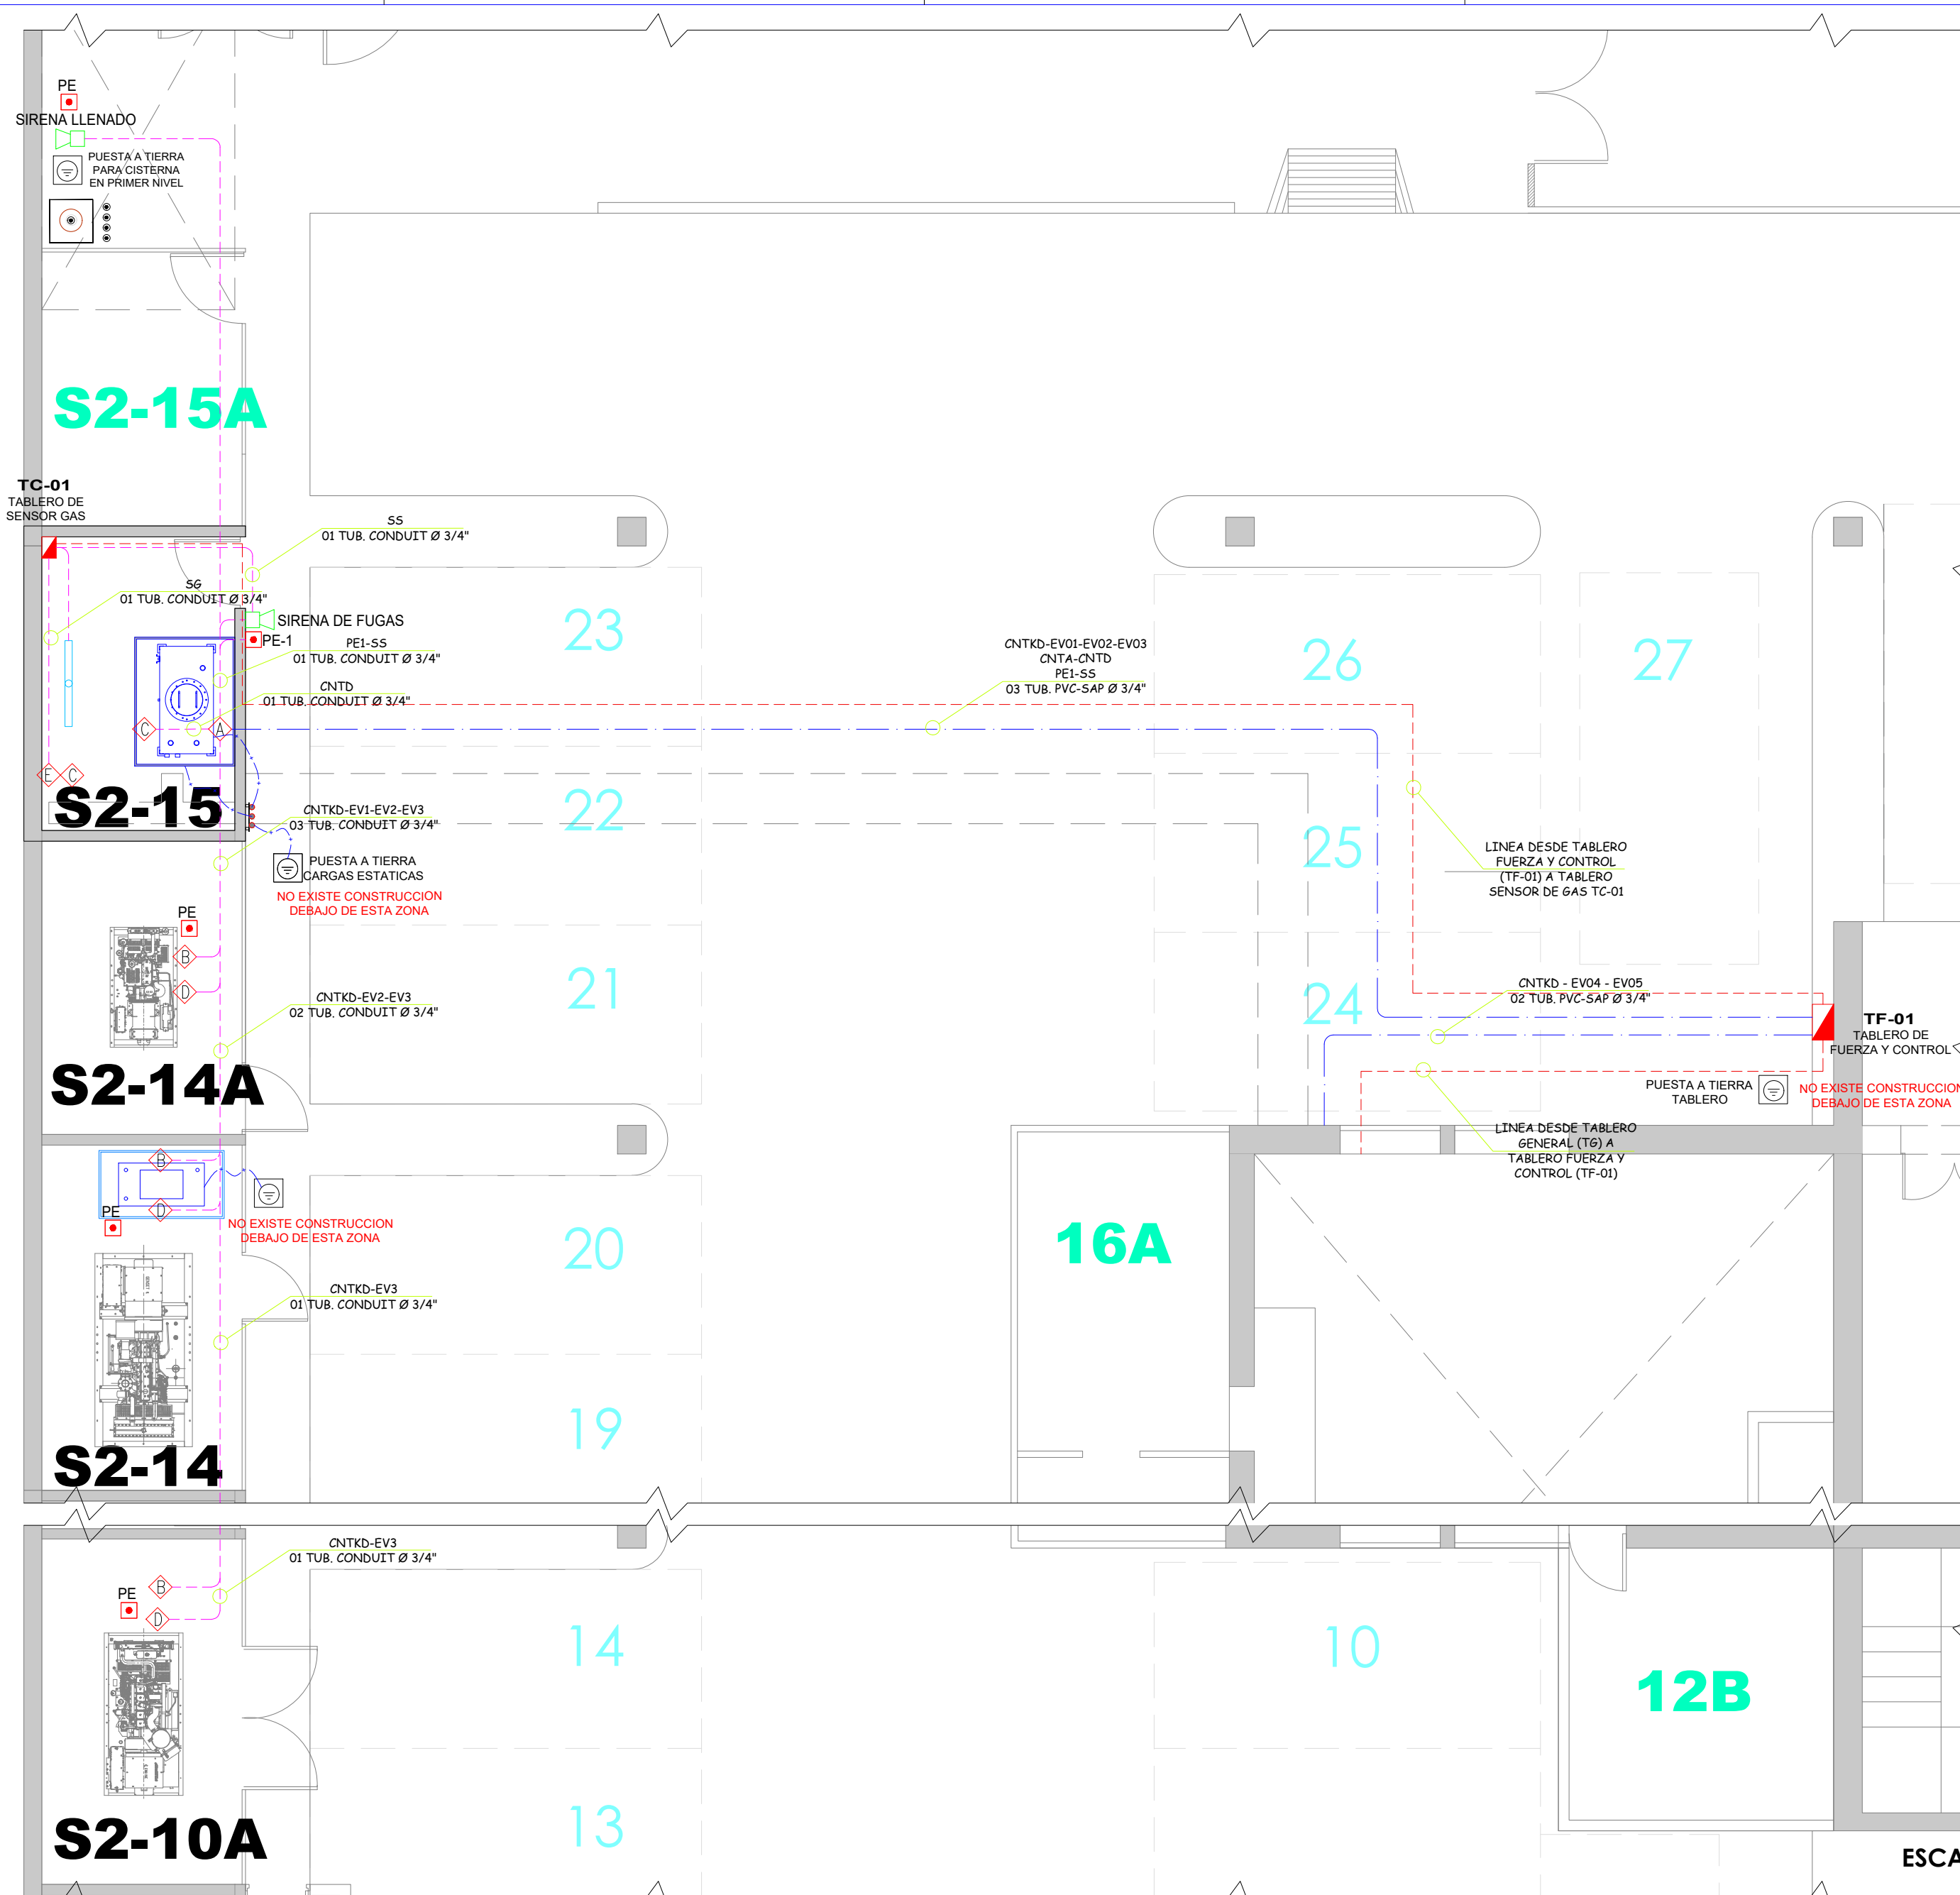 PE
SIRENA LLENADO
PUESTA A TIERRA
PARA CISTERNA
EN PRIMER NIVEL
S2-15A
TC-01
TABLERO DE
SENSOR GAS
SS
01 TUB. CONDUIT Ø 3/4"
SG
01 TUB. CONDUIT Ø 3/4"
SIRENA DE FUGAS
PE-1
PE1-SS
01 TUB. CONDUIT Ø 3/4"
CNTD
01 TUB. CONDUIT Ø 3/4"
C
A
E
C
S2-15
23
26
27
CNTKD-EV01-EV02-EV03
CNTA-CNTD
PE1-SS
03 TUB. PVC-SAP Ø 3/4"
CNTKD-EV1-EV2-EV3
03 TUB. CONDUIT Ø 3/4"
22
25
PUESTA A TIERRA
CARGAS ESTATICAS
NO EXISTE CONSTRUCCION
DEBAJO DE ESTA ZONA
LINEA DESDE TABLERO
FUERZA Y CONTROL
(TF-01) A TABLERO
SENSOR DE GAS TC-01
PE
B
D
CNTKD-EV2-EV3
02 TUB. CONDUIT Ø 3/4"
21
24
CNTKD - EV04 - EV05
02 TUB. PVC-SAP Ø 3/4"
TF-01
TABLERO DE
FUERZA Y CONTROL
S2-14A
PUESTA A TIERRA
TABLERO
NO EXISTE CONSTRUCCION
DEBAJO DE ESTA ZONA
LINEA DESDE TABLERO
GENERAL (TG) A
TABLERO FUERZA Y
CONTROL (TF-01)
B
D
PE
NO EXISTE CONSTRUCCION
DEBAJO DE ESTA ZONA
20
16A
CNTKD-EV3
01 TUB. CONDUIT Ø 3/4"
19
S2-14
CNTKD-EV3
01 TUB. CONDUIT Ø 3/4"
B
PE
D
14
10
12B
13
S2-10A
ESCA